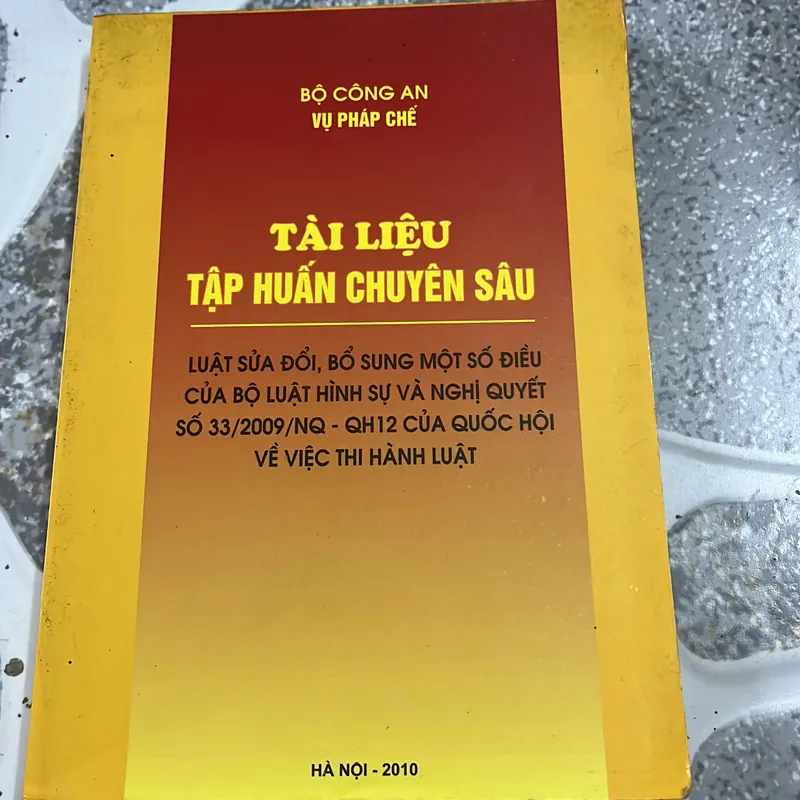 BỘ CÔNG AN
VỤ PHÁP CHẾ
TÀI LIỆU
TẬP HUẤN CHUYÊN SÂU
LUẬT SỬA ĐỔI, BỔ SUNG MỘT SỐ ĐIỀU
CỦA BỘ LUẬT HÌNH SỰ VÀ NGHỊ QUYẾT
SỐ 33/2009/NQ - QH12 CỦA QUỐC HỘI
VỀ VIỆC THI HÀNH LUẬT
HÀ NỘI - 2010